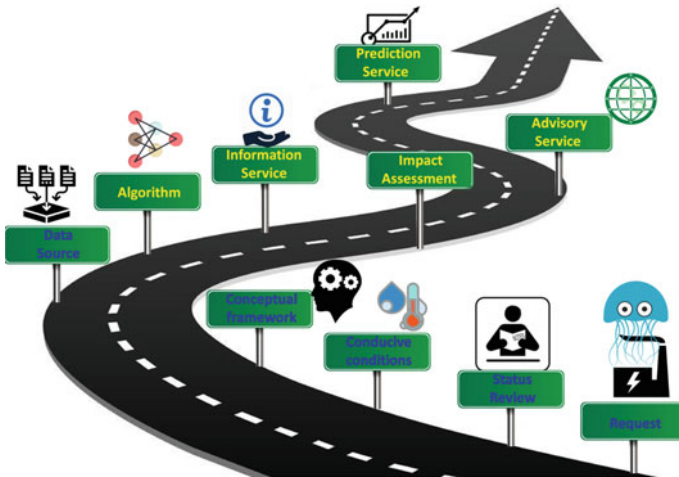 Prediction
Service
Advisory
Service
Information
Service
Impact
Assessment
Algorithm
Data
Source
Conceptual
framework
Conducive
conditions
Status
Review
Request